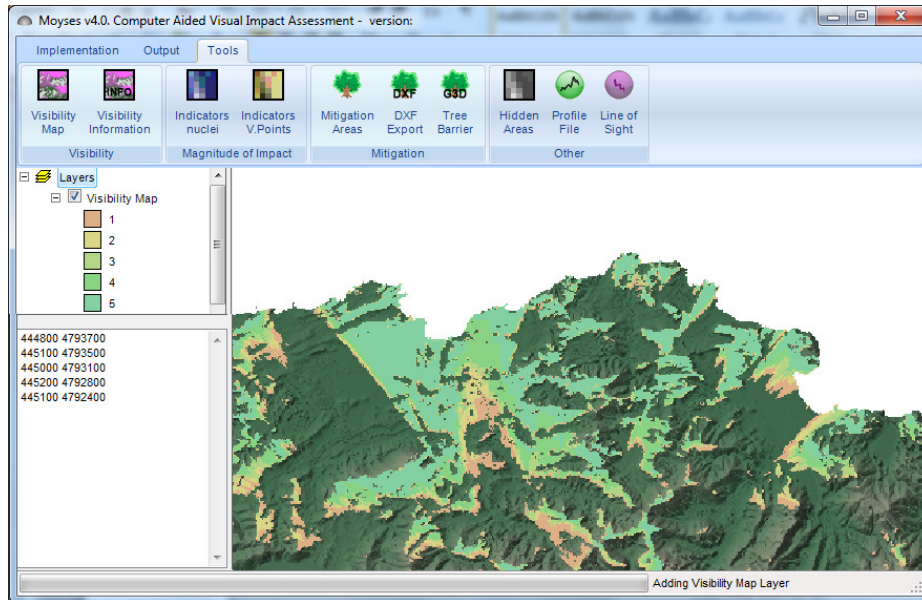 Moyses v4.0. Computer Aided Visual Impact Assessment - version:
Implementation Output Tools
Visibility Map
Visibility Information
Indicators nuclei
Indicators V.Points
Mitigation Areas
DXF Export
Tree Barrier
Hidden Areas
Profile File
Line of Sight
INFO
DXF
G3D
Visibility
Magnitude of Impact
Mitigation
Other
Layers
Visibility Map
1
2
3
4
5
444800 4793700
445100 4793500
445000 4793100
445200 4792800
445100 4792400
Adding Visibility Map Layer